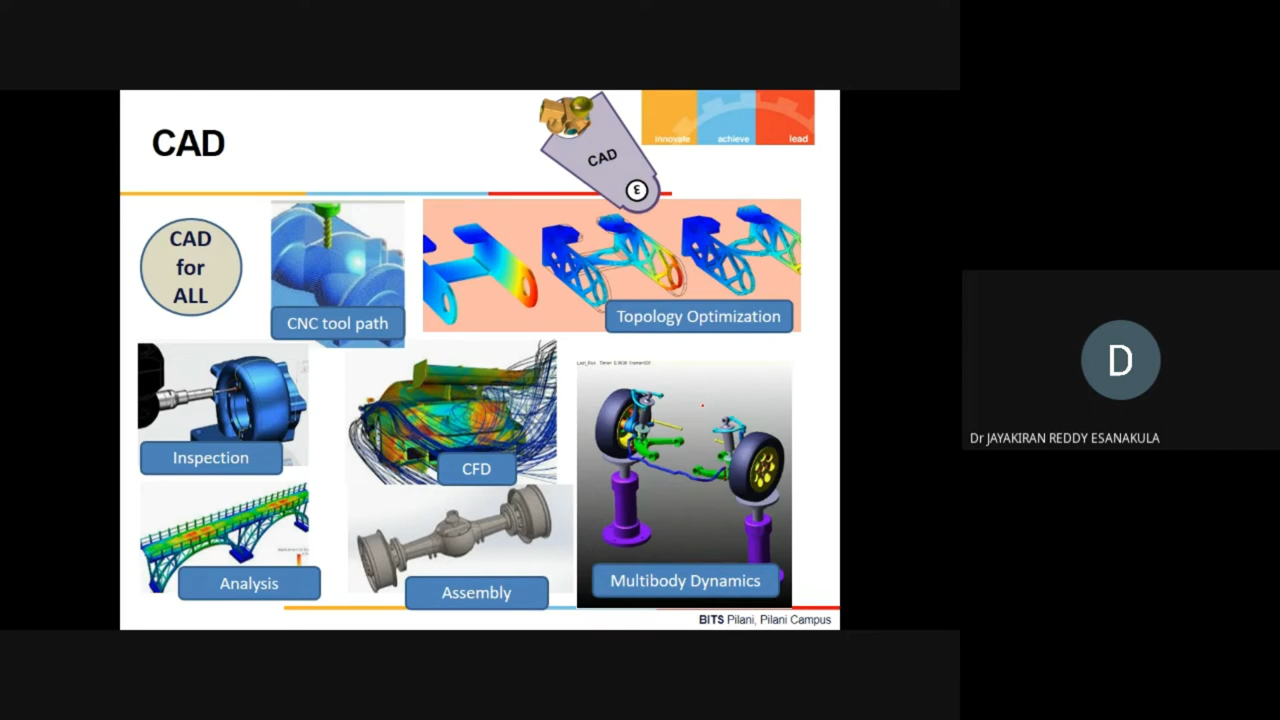 CAD
innovate achieve lead
CAD
ε
CAD
for
ALL
CNC tool path
Topology Optimization
Inspection
CFD
Analysis
Assembly
Multibody Dynamics
BITS Pilani, Pilani Campus
D
Dr JAYAKIRAN REDDY ESANAKULA